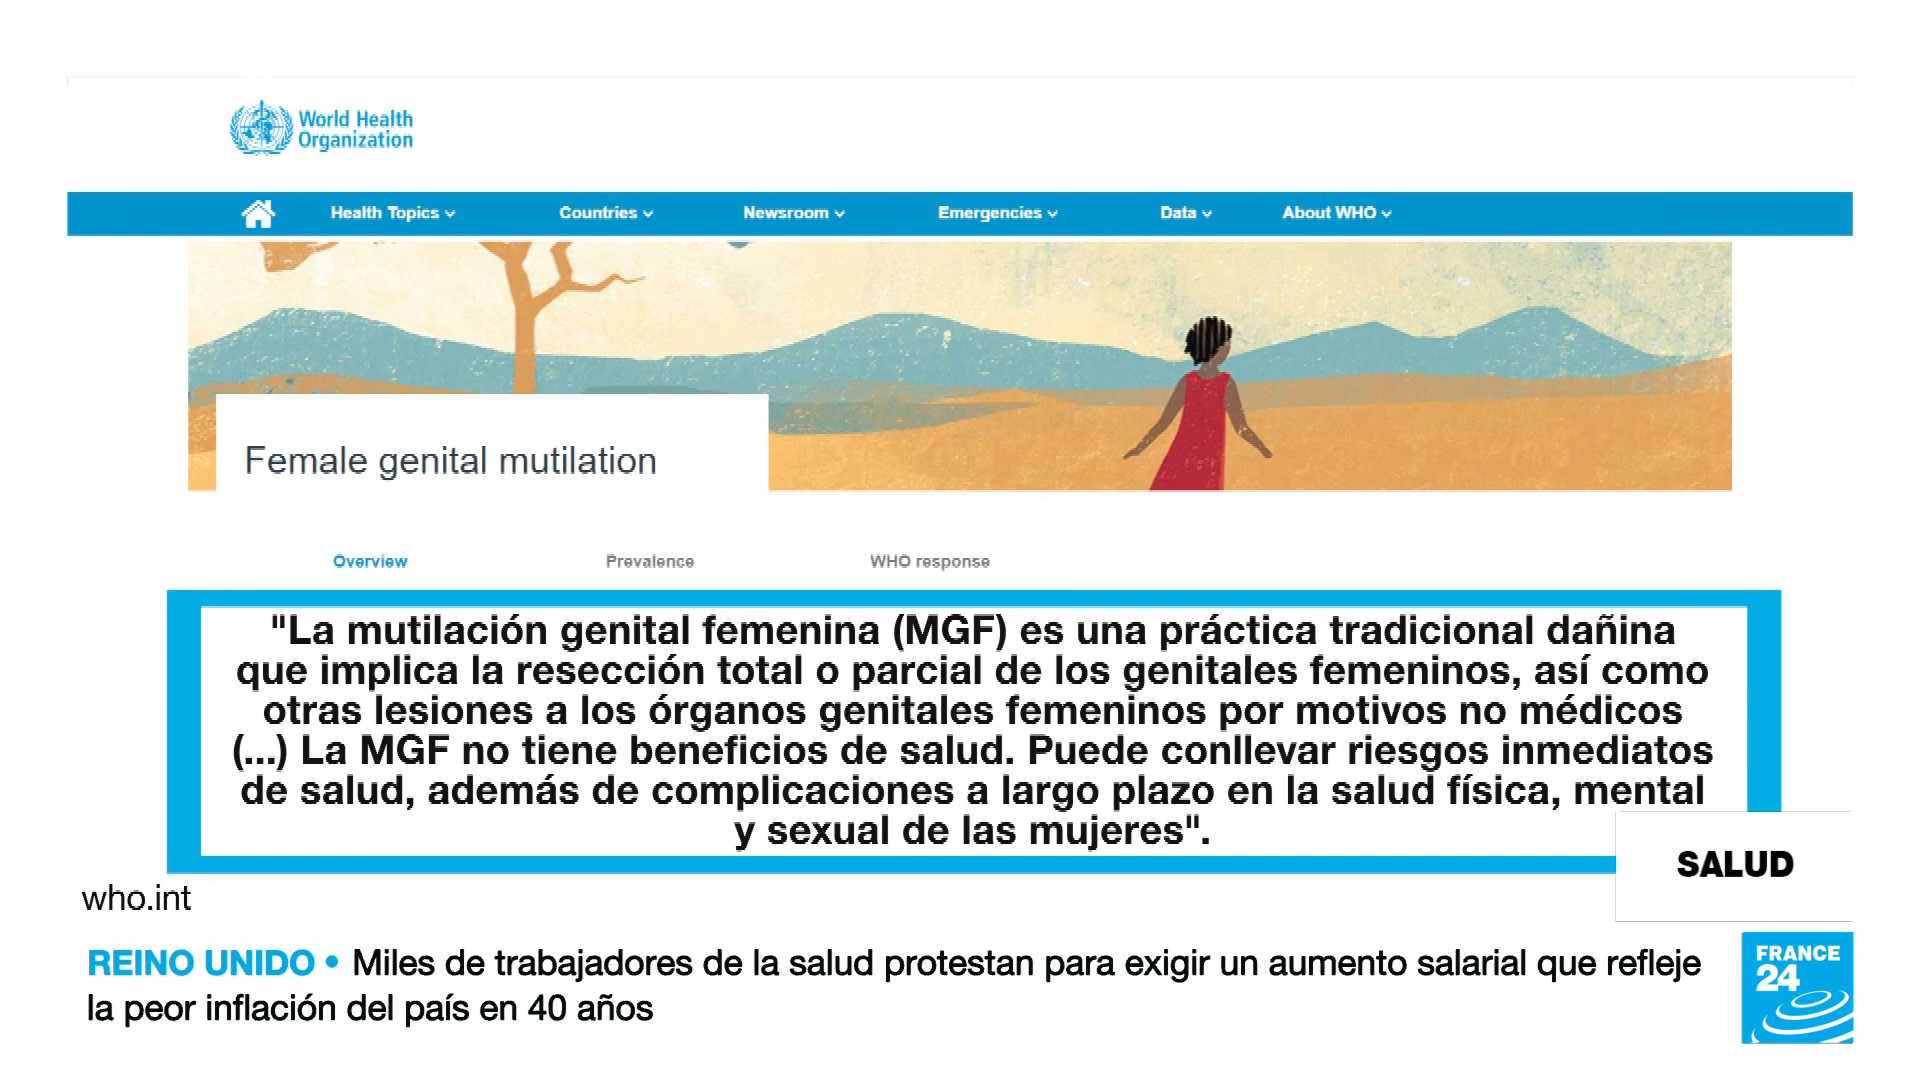 World Health
Organization
Health Topics Countries Newsroom Emergencies Data About WHO
Female genital mutilation
Overview Prevalence WHO response
"La mutilación genital femenina (MGF) es una práctica tradicional dañina
que implica la resección total o parcial de los genitales femeninos, así como
otras lesiones a los órganos genitales femeninos por motivos no médicos
(...) La MGF no tiene beneficios de salud. Puede conllevar riesgos inmediatos
de salud, además de complicaciones a largo plazo en la salud física, mental
y sexual de las mujeres".
SALUD
who.int
REINO UNIDO • Miles de trabajadores de la salud protestan para exigir un aumento salarial que refleje
la peor inflación del país en 40 años
FRANCE
24